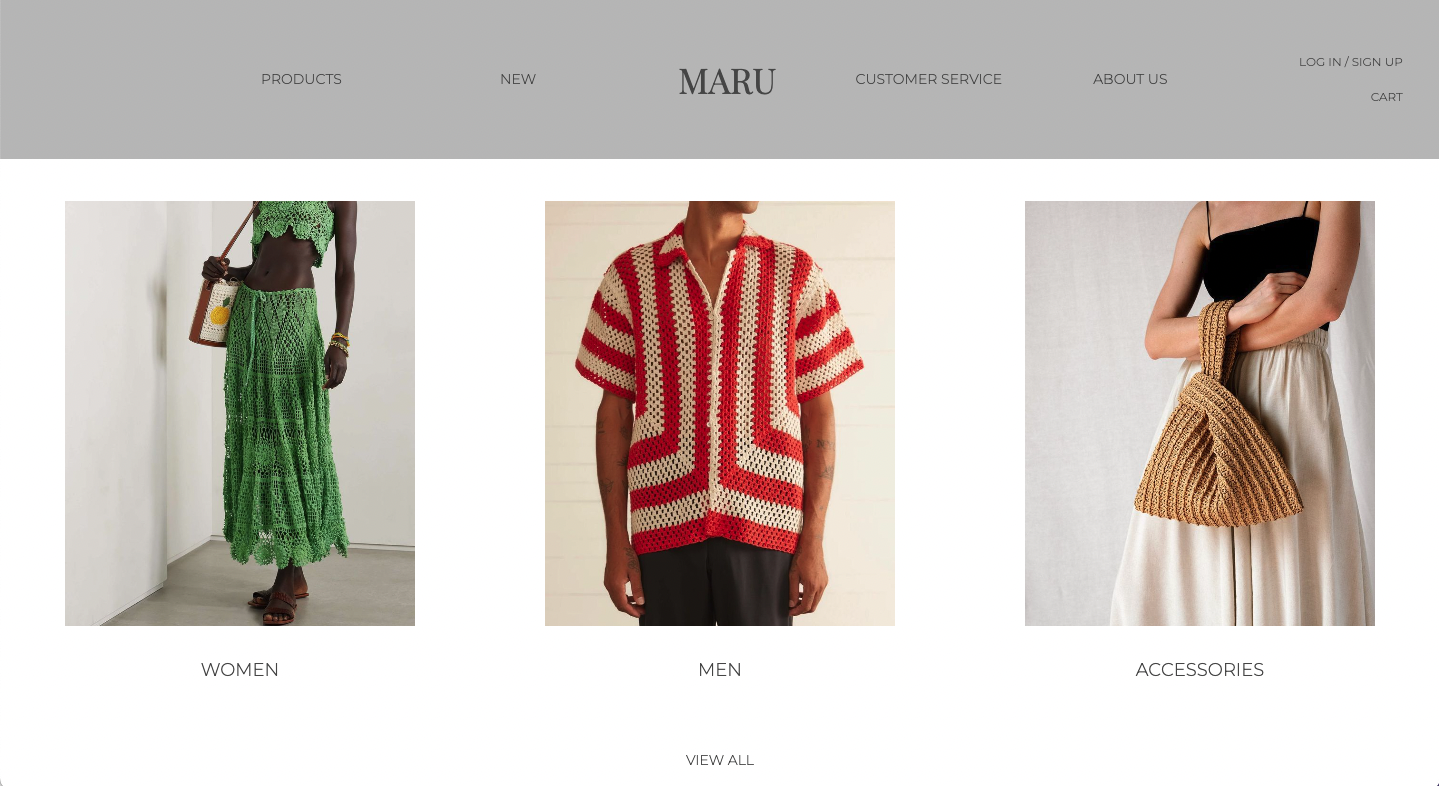 PRODUCTS
NEW
MARU
CUSTOMER SERVICE
ABOUT US
LOG IN / SIGN UP
CART
WOMEN
MEN
ACCESSORIES
VIEW ALL